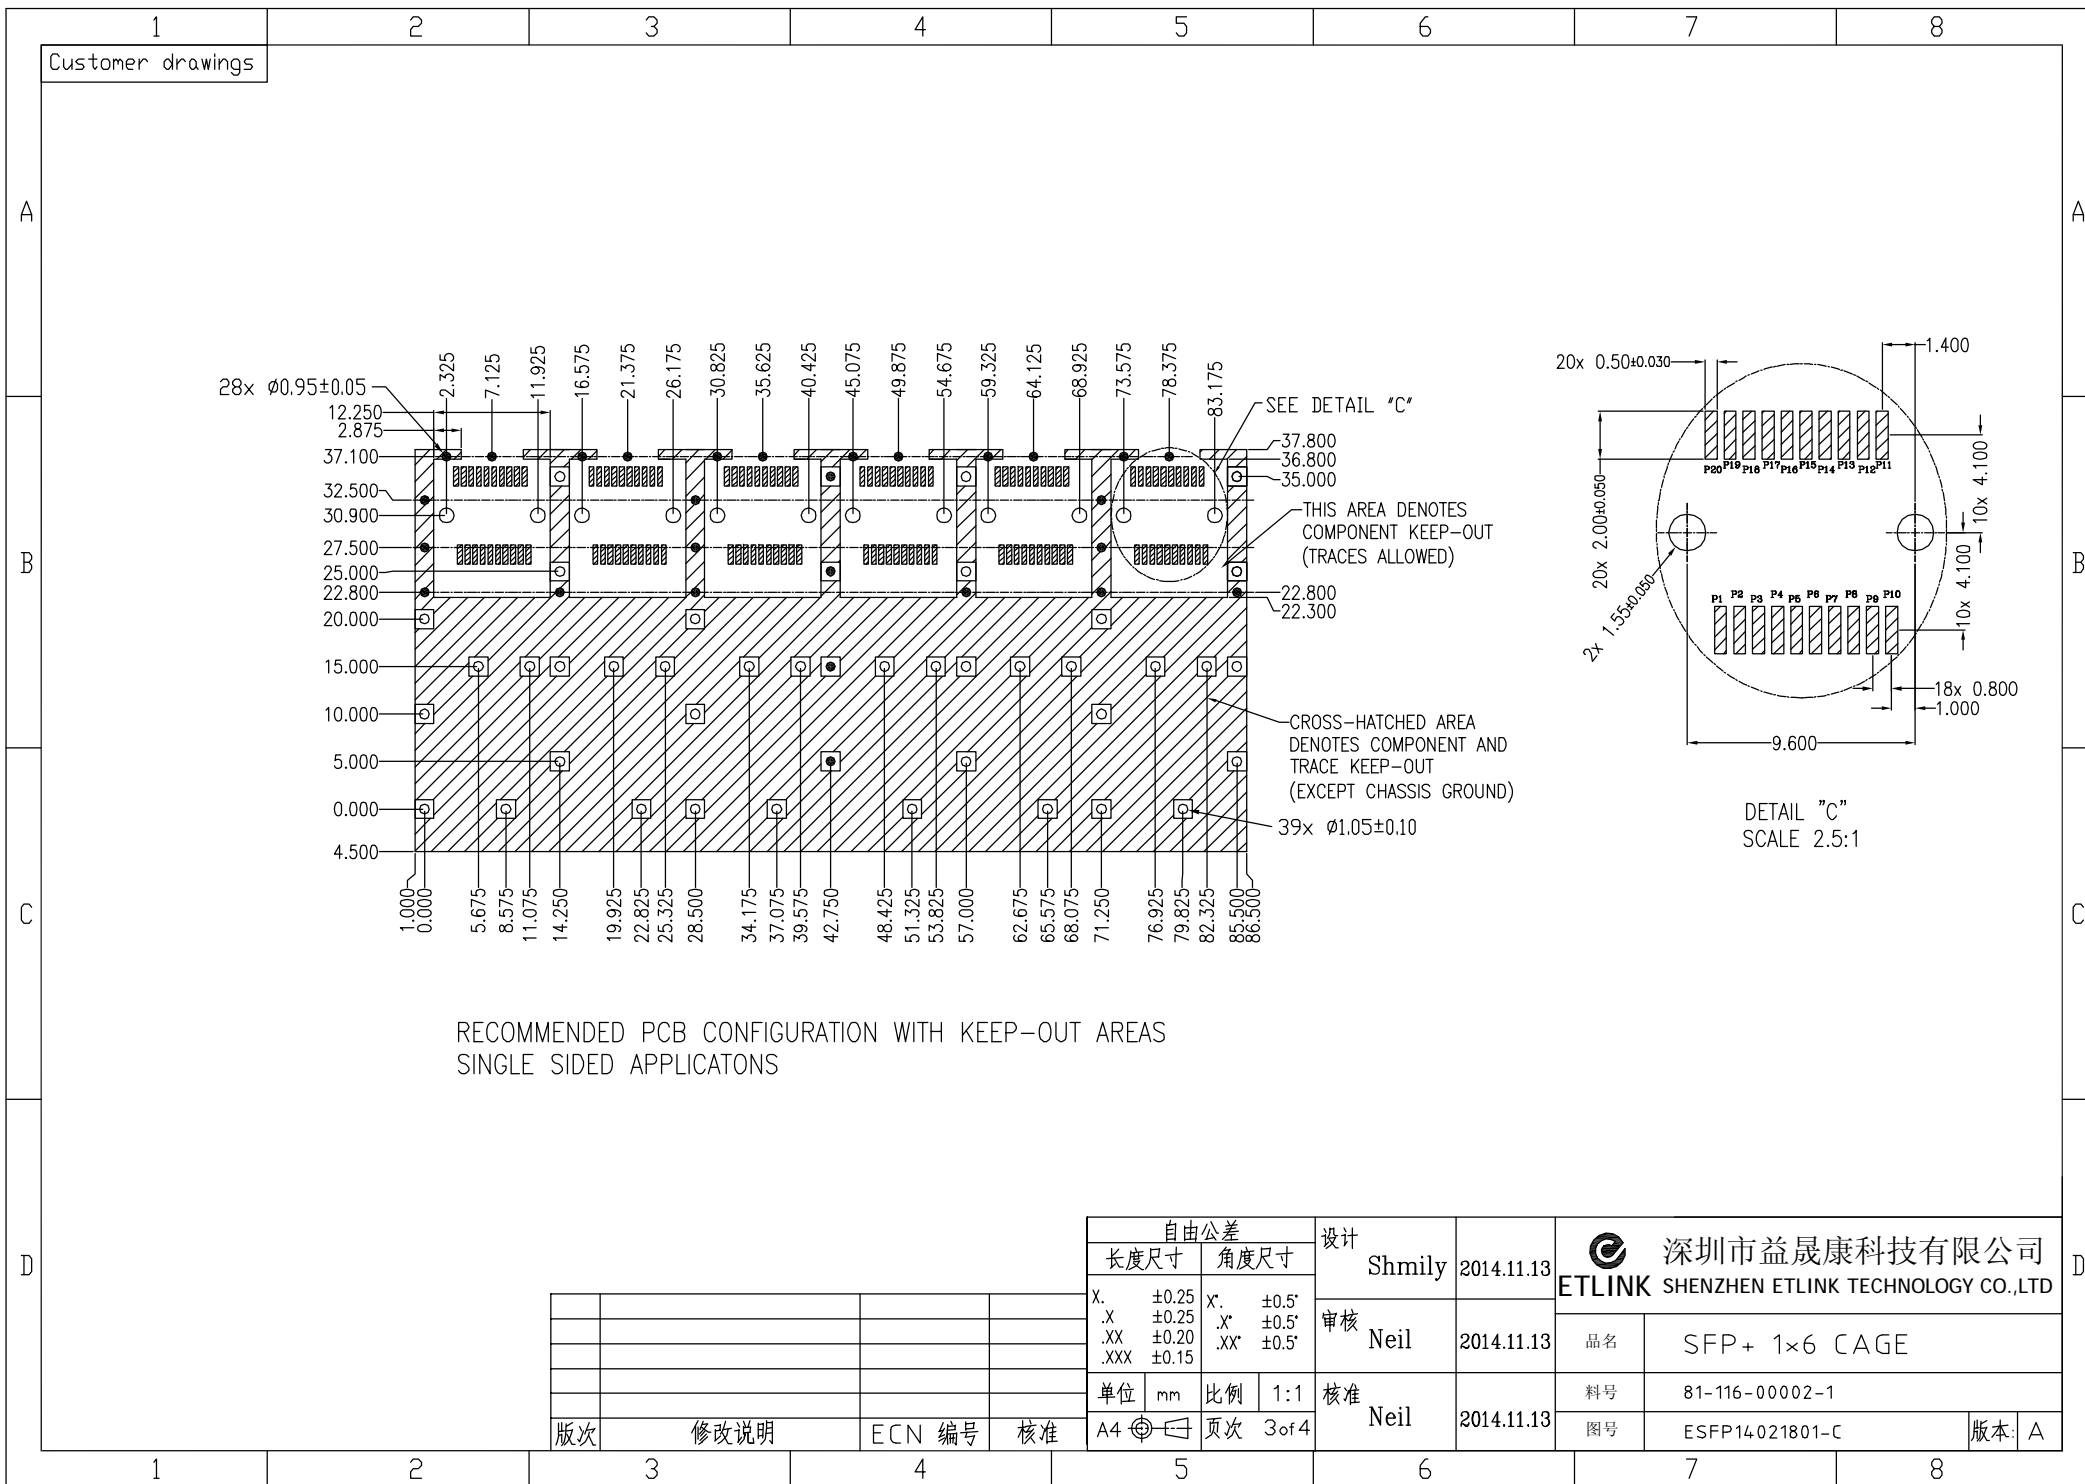 1 2 3 4 5 6 7 8
Customer drawings
A A
B B
C C
D D
2.325
7.125
11.925
16.575
21.375
26.175
30.825
35.625
40.425
45.075
49.875
54.675
59.325
64.125
68.925
73.575
78.375
83.175
28x Ø0.95±0.05
12.250
2.875
37.100
32.500
30.900
27.500
25.000
22.800
20.000
15.000
10.000
5.000
0.000
4.500
SEE DETAIL "C"
37.800
36.800
35.000
THIS AREA DENOTES
COMPONENT KEEP-OUT
(TRACES ALLOWED)
22.800
22.300
CROSS-HATCHED AREA
DENOTES COMPONENT AND
TRACE KEEP-OUT
(EXCEPT CHASSIS GROUND)
39x Ø1.05±0.10
1.000
0.000
5.675
8.575
11.075
14.250
19.925
22.825
25.325
28.500
34.175
37.075
39.575
42.750
48.425
51.325
53.825
57.000
62.675
65.575
68.075
71.250
76.925
79.825
82.325
85.500
86.500
20x 0.50±0.030
1.400
20x 2.00±0.050
P20 P19 P18 P17 P16 P15 P14 P13 P12 P11
10x 4.100
10x 4.100
2x 1.55±0.050
P1 P2 P3 P4 P5 P6 P7 P8 P9 P10
18x 0.800
1.000
9.600
DETAIL "C"
SCALE 2.5:1
RECOMMENDED PCB CONFIGURATION WITH KEEP-OUT AREAS
SINGLE SIDED APPLICATONS
版次 修改说明 ECN 编号 核准
自由公差
长度尺寸 角度尺寸
X. ±0.25 X°. ±0.5°
.X ±0.25 .X° ±0.5°
.XX ±0.20 .XX° ±0.5°
.XXX ±0.15
单位 mm 比例 1:1
A4 页次 3of4
设计 Shmily 2014.11.13
审核 Neil 2014.11.13
核准 Neil 2014.11.13
ETLINK 深圳市益晟康科技有限公司
SHENZHEN ETLINK TECHNOLOGY CO.,LTD
品名 SFP+ 1x6 CAGE
料号 81-116-00002-1
图号 ESFP14021801-C 版本: A
1 2 3 4 5 6 7 8